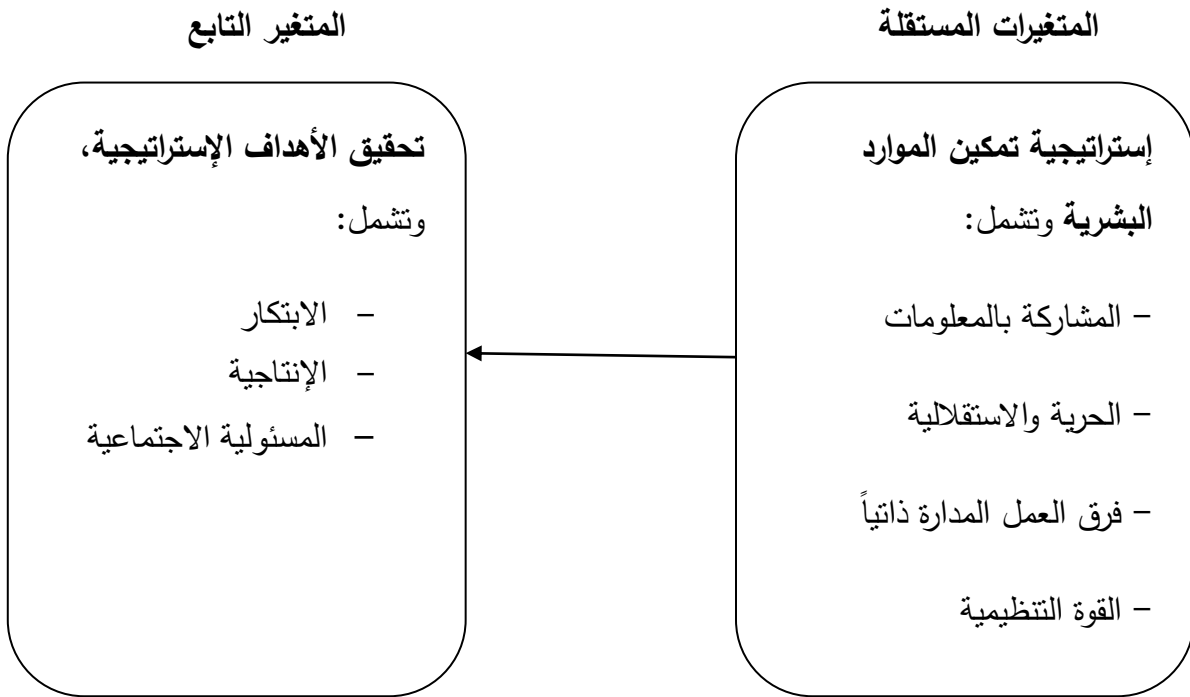 المتغيرات المستقلة
إستراتيجية تمكين الموارد
البشرية وتشمل:
– المشاركة بالمعلومات
– الحرية والاستقلالية
– فرق العمل المدارة ذاتياً
– القوة التنظيمية
المتغير التابع
تحقيق الأهداف الإستراتيجية،
وتشمل:
– الابتكار
– الإنتاجية
– المسئولية الاجتماعية